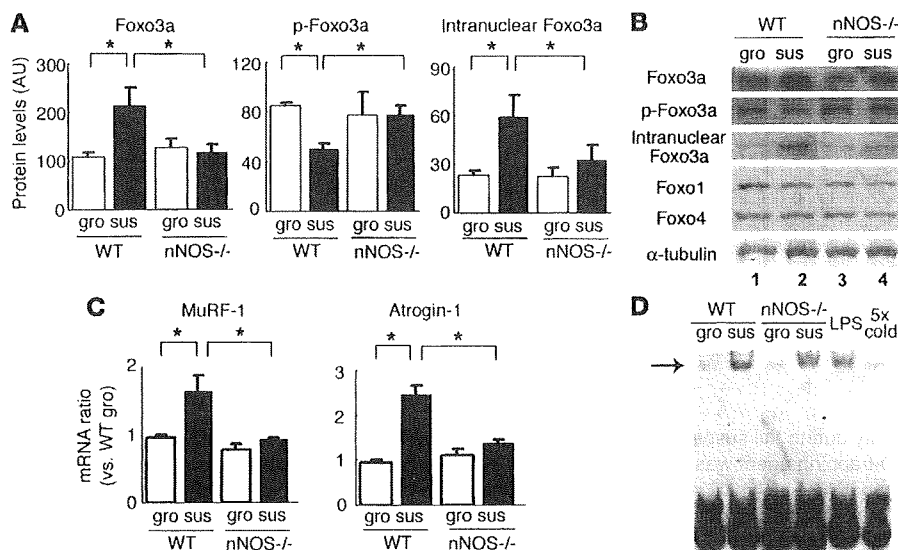 A
Foxo3a
p-Foxo3a
Intranuclear Foxo3a
* *
* *
* *
Protein levels (AU)
300
200
100
0
120
80
40
0
90
60
30
0
gro sus gro sus
WT nNOS-/-
gro sus gro sus
WT nNOS-/-
gro sus gro sus
WT nNOS-/-
B
WT nNOS-/-
gro sus gro sus
Foxo3a
p-Foxo3a
Intranuclear
Foxo3a
Foxo1
Foxo4
α-tubulin
1 2 3 4
C
MuRF-1
Atrogin-1
* *
* *
mRNA ratio
(vs. WT gro)
2
1
0
3
2
1
0
gro sus gro sus
WT nNOS-/-
gro sus gro sus
WT nNOS-/-
D
WT nNOS-/- LPS 5x
gro sus gro sus cold
→